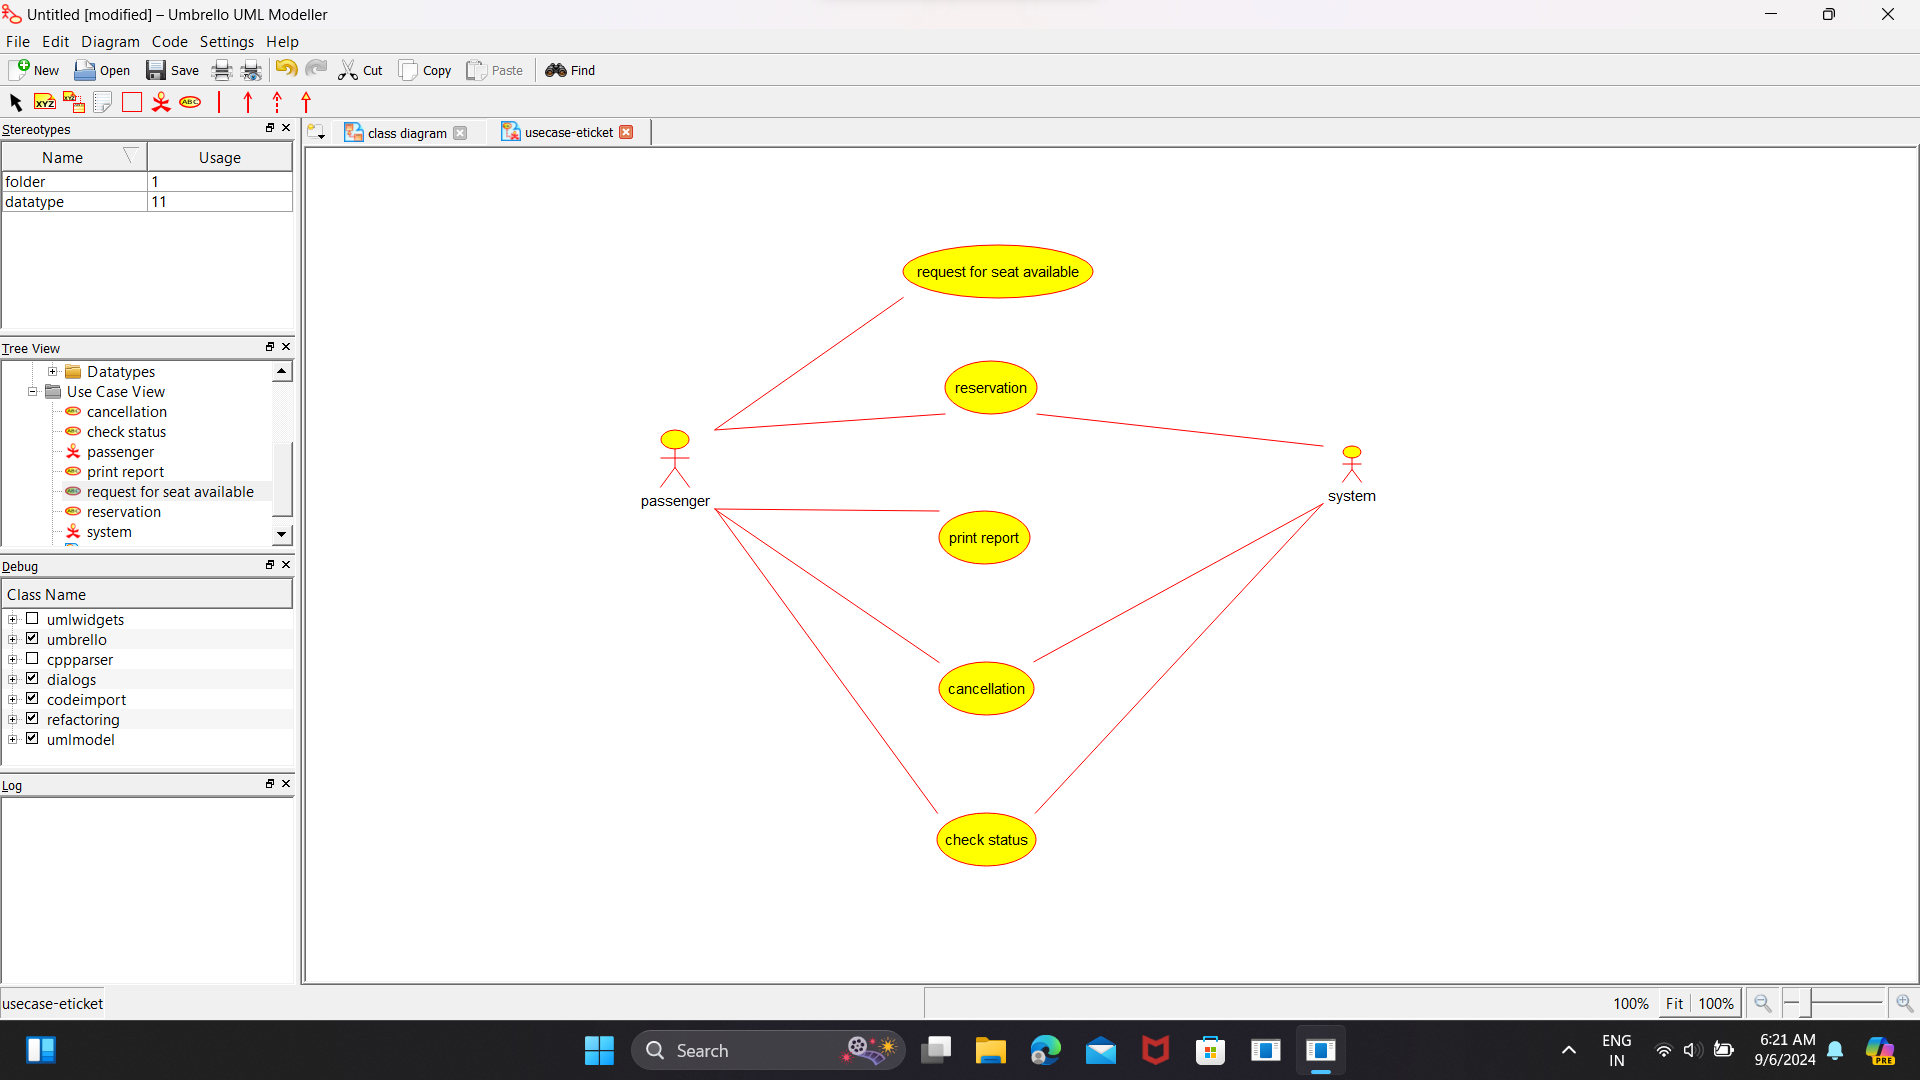 Untitled [modified] – Umbrello UML Modeller
File Edit Diagram Code Settings Help
New Open Save Cut Copy Paste Find
XYZ XYZ ABC
Stereotypes
Name Usage
folder 1
datatype 11
Tree View
Datatypes
Use Case View
cancellation
check status
passenger
print report
request for seat available
reservation
system
Debug
Class Name
umlwidgets
umbrello
cppparser
dialogs
codeimport
refactoring
umlmodel
Log
class diagram usecase-eticket
request for seat available
reservation
passenger
system
print report
cancellation
check status
usecase-eticket
100% Fit 100%
Search
ENG
IN
6:21 AM
9/6/2024
PRE